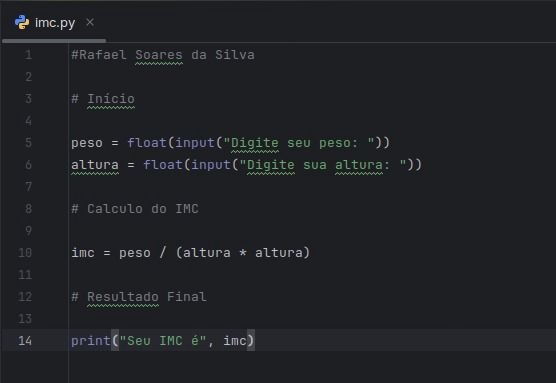 imc.py
1 #Rafael Soares da Silva
2
3 # Início
4
5 peso = float(input("Digite seu peso: "))
6 altura = float(input("Digite sua altura: "))
7
8 # Calculo do IMC
9
10 imc = peso / (altura * altura)
11
12 # Resultado Final
13
14 print("Seu IMC é", imc)